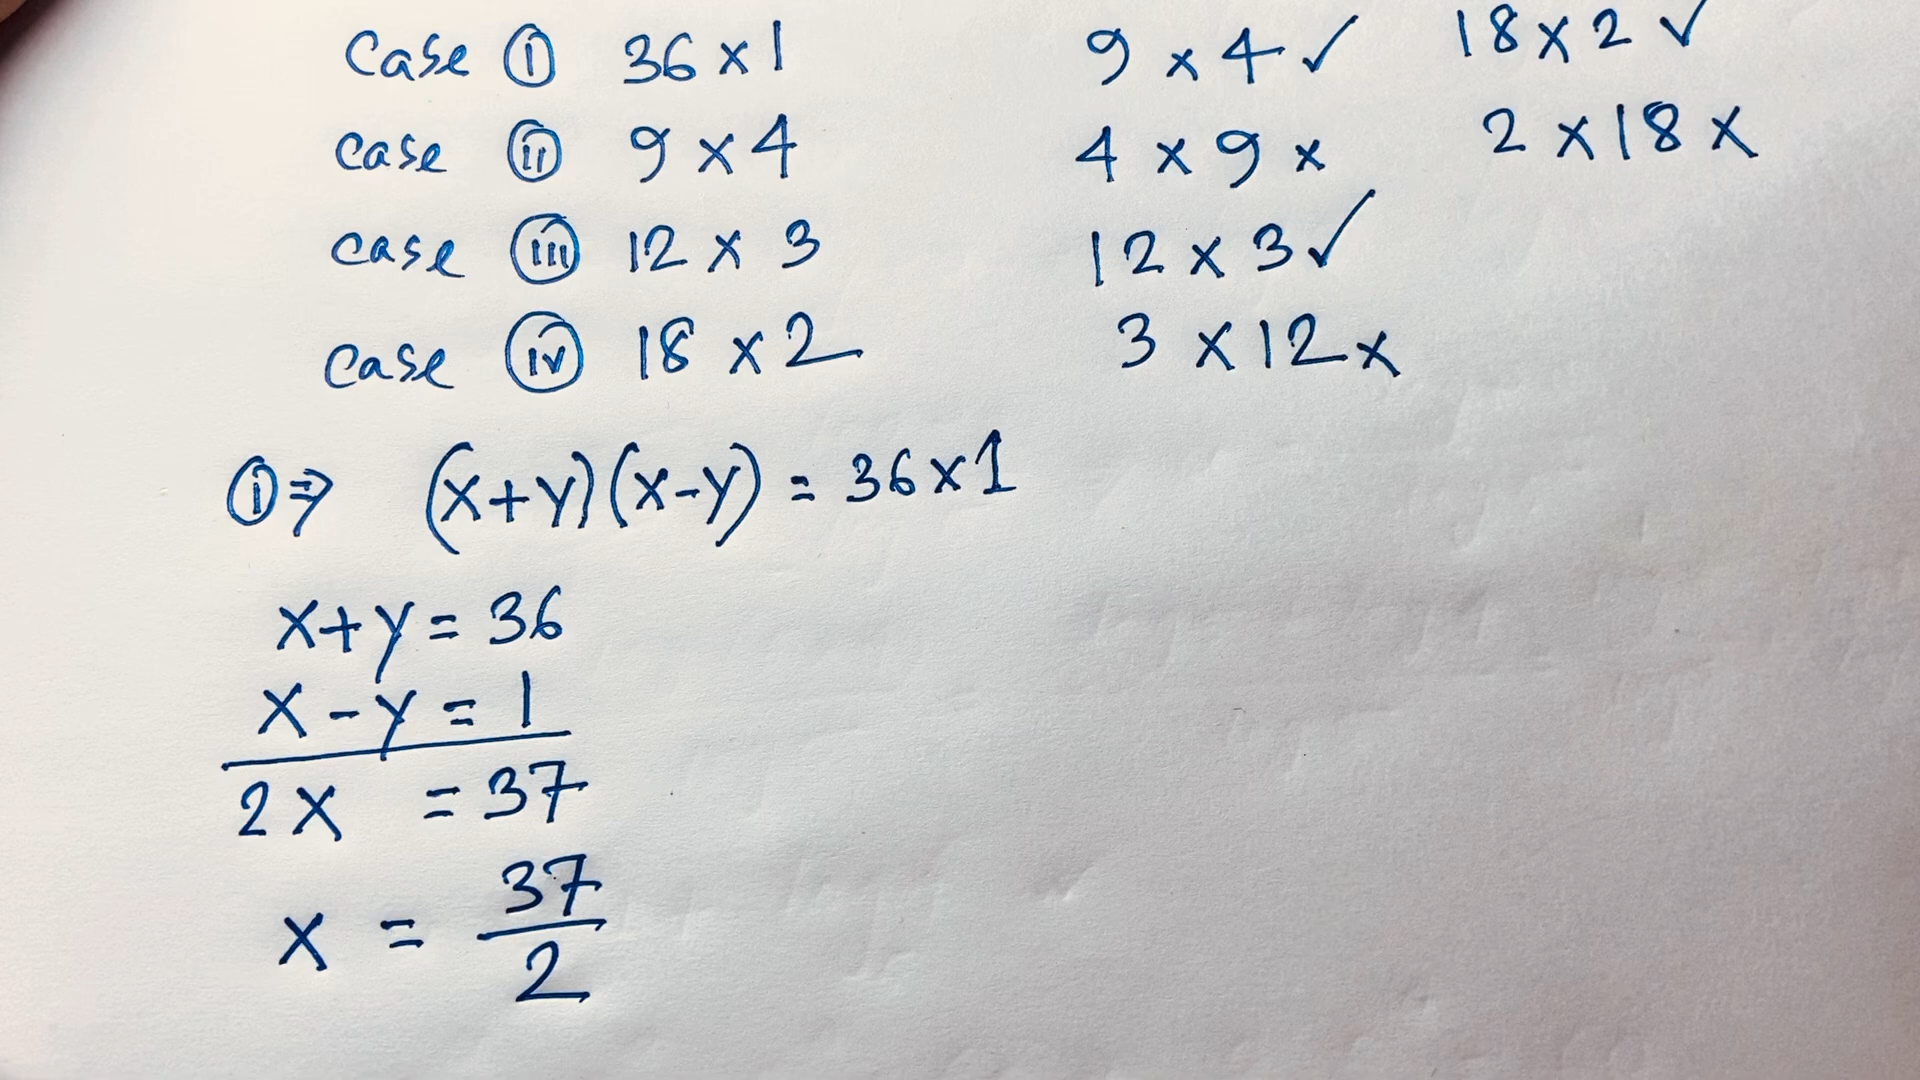 Case (i) 36 x 1
9 x 4 ✓
18 x 2 ✓
case (ii) 9 x 4
4 x 9 x
2 x 18 x
case (iii) 12 x 3
12 x 3 ✓
case (iv) 18 x 2
3 x 12 x
(i) ⇒ (x+y)(x-y) = 36 x 1
x+y = 36
x-y = 1
2x = 37
x = 37/2